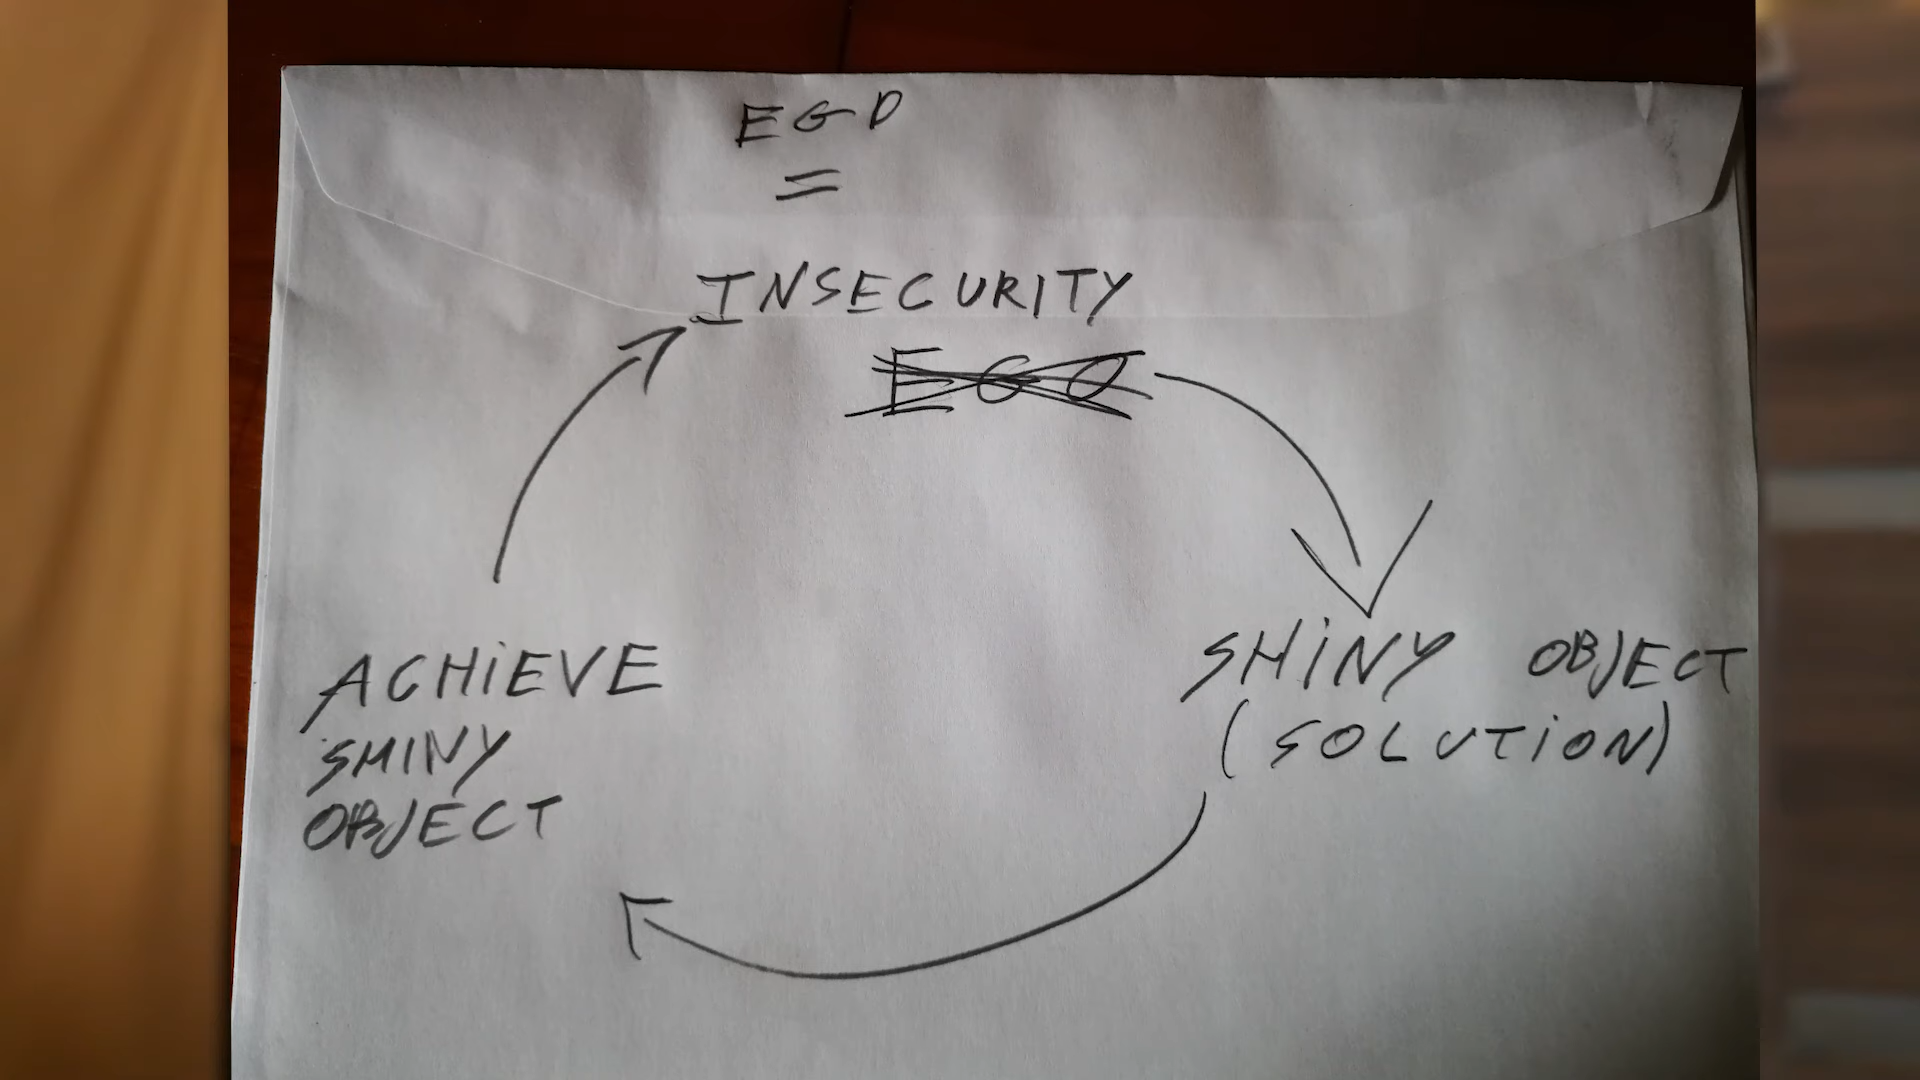 EGO
=
INSECURITY
EGO
SHINY OBJECT
(SOLUTION)
ACHIEVE
SHINY
OBJECT